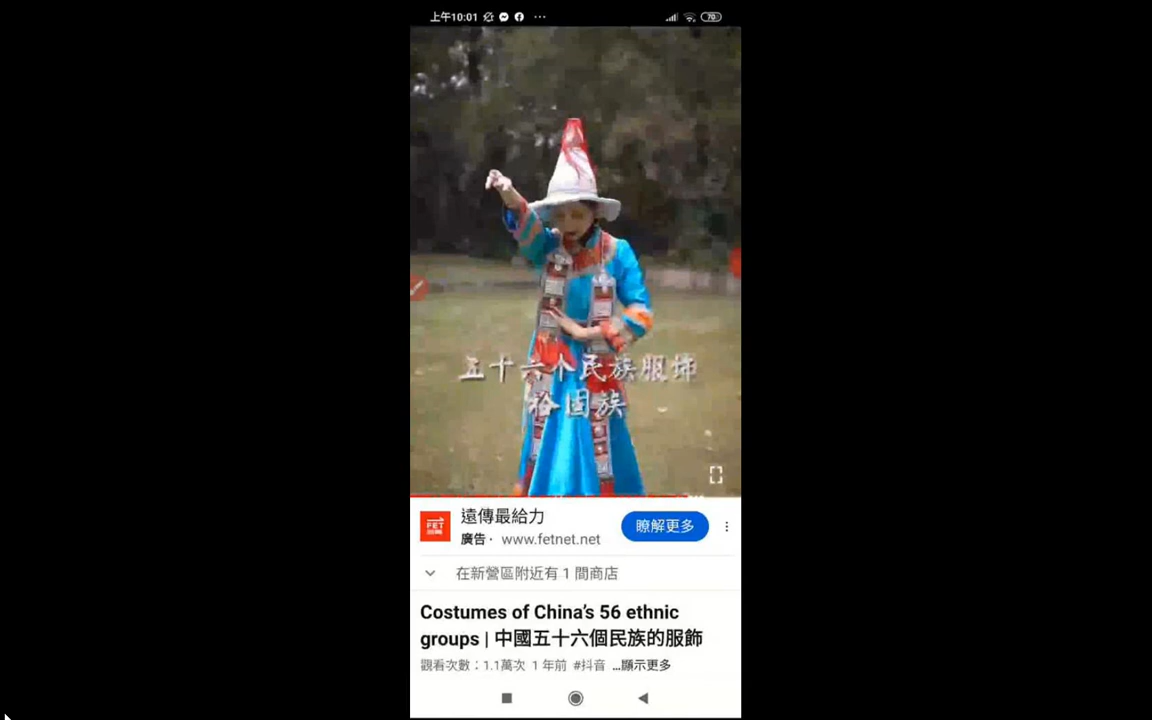 上午10:01
70
五十六个民族服饰
裕固族
FET
遠傳最給力
廣告 · www.fetnet.net
瞭解更多
在新營區附近有 1 間商店
Costumes of China’s 56 ethnic
groups | 中國五十六個民族的服飾
觀看次數：1.1萬次 1 年前 #抖音 ...顯示更多